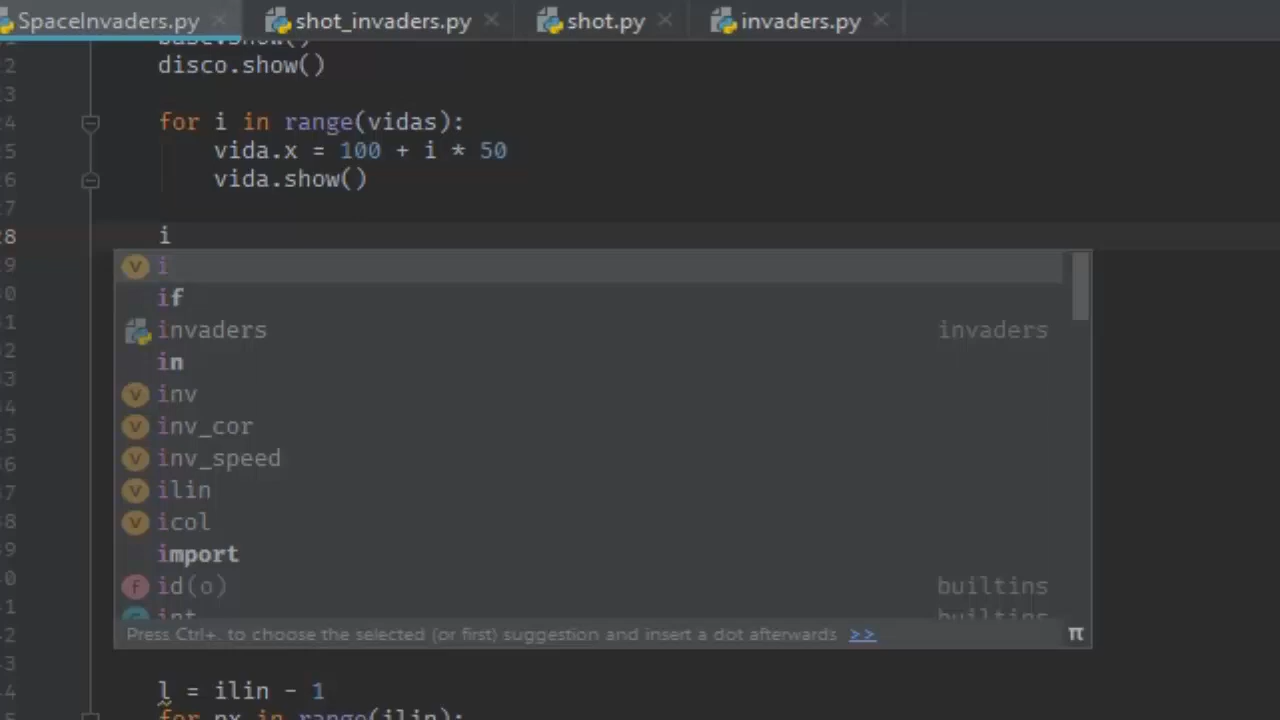 SpaceInvaders.py shot_invaders.py shot.py invaders.py
base.show()
disco.show()
for i in range(vidas):
vida.x = 100 + i * 50
vida.show()
i
i
if
invaders invaders
in
inv
inv_cor
inv_speed
ilin
icol
import
id(o) builtins
int builtins
Press Ctrl+. to choose the selected (or first) suggestion and insert a dot afterwards >> π
l = ilin - 1
for nx in range(ilin):